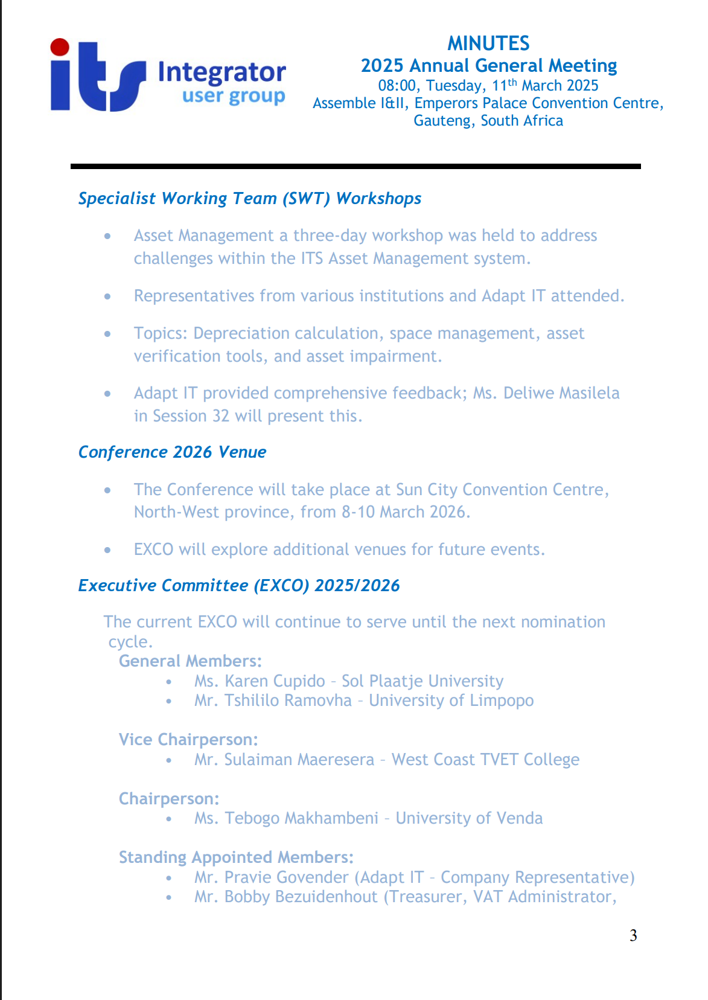 its Integrator
user group
MINUTES
2025 Annual General Meeting
08:00, Tuesday, 11th March 2025
Assemble I&II, Emperors Palace Convention Centre,
Gauteng, South Africa
Specialist Working Team (SWT) Workshops
• Asset Management a three-day workshop was held to address
challenges within the ITS Asset Management system.
• Representatives from various institutions and Adapt IT attended.
• Topics: Depreciation calculation, space management, asset
verification tools, and asset impairment.
• Adapt IT provided comprehensive feedback; Ms. Deliwe Masilela
in Session 32 will present this.
Conference 2026 Venue
• The Conference will take place at Sun City Convention Centre,
North-West province, from 8-10 March 2026.
• EXCO will explore additional venues for future events.
Executive Committee (EXCO) 2025/2026
The current EXCO will continue to serve until the next nomination
cycle.
General Members:
• Ms. Karen Cupido – Sol Plaatje University
• Mr. Tshililo Ramovha – University of Limpopo
Vice Chairperson:
• Mr. Sulaiman Maeresera – West Coast TVET College
Chairperson:
• Ms. Tebogo Makhambeni – University of Venda
Standing Appointed Members:
• Mr. Pravie Govender (Adapt IT – Company Representative)
• Mr. Bobby Bezuidenhout (Treasurer, VAT Administrator,
3